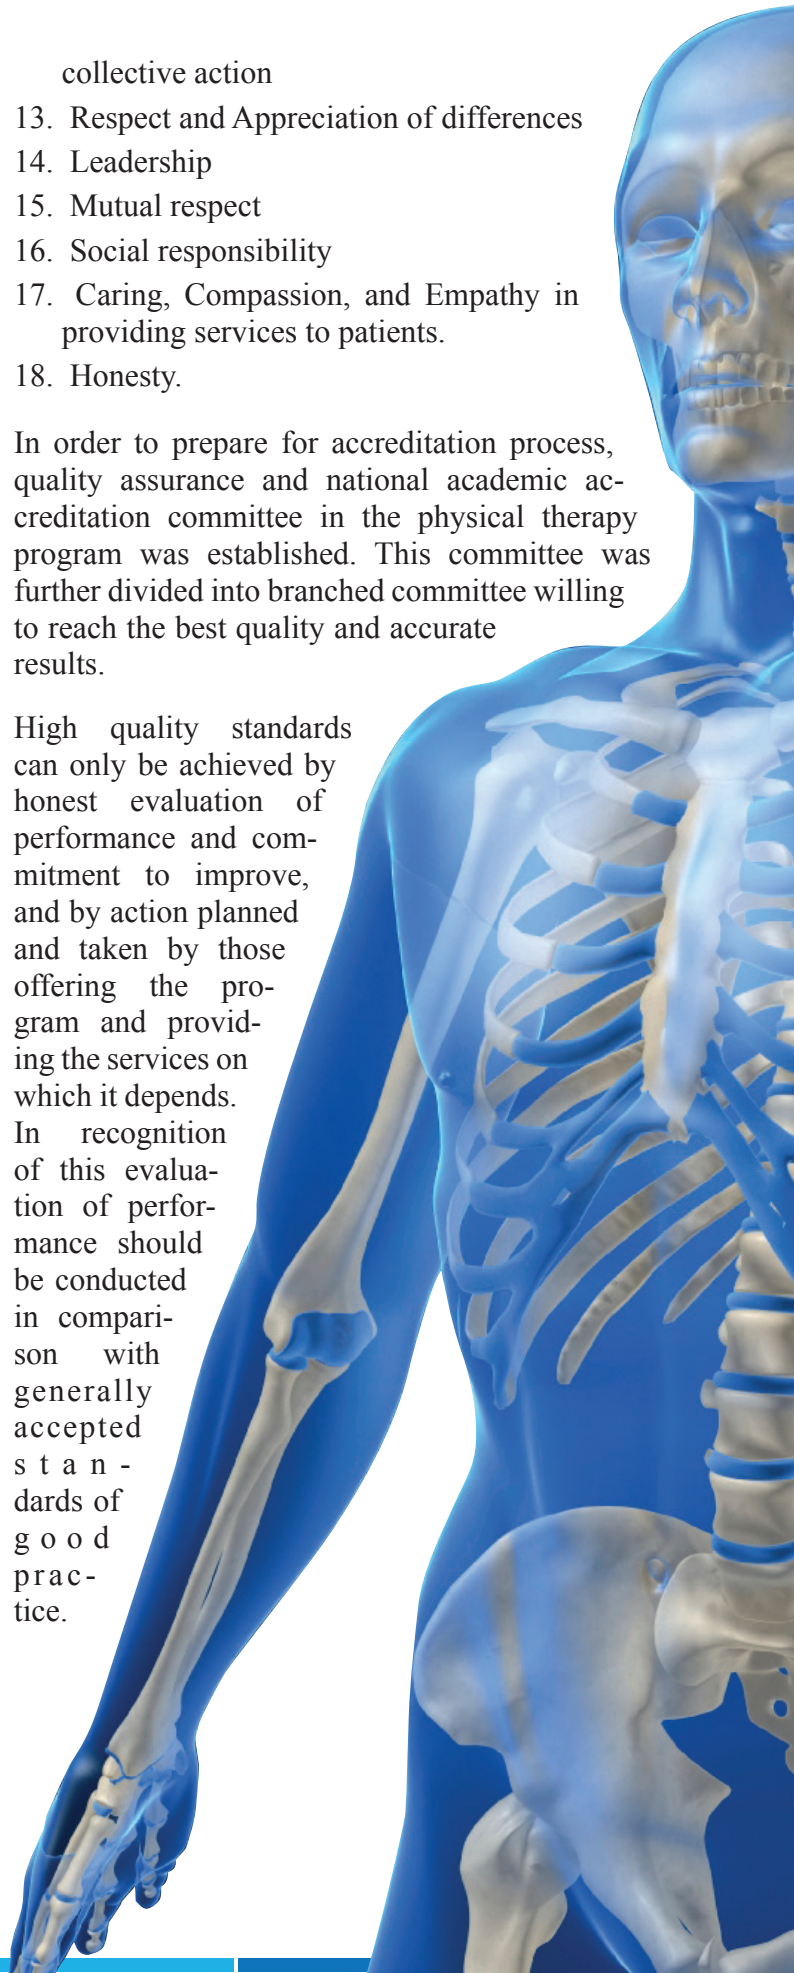 collective action
13. Respect and Appreciation of differences
14. Leadership
15. Mutual respect
16. Social responsibility
17. Caring, Compassion, and Empathy in
providing services to patients.
18. Honesty.
In order to prepare for accreditation process,
quality assurance and national academic ac-
creditation committee in the physical therapy
program was established. This committee was
further divided into branched committee willing
to reach the best quality and accurate
results.
High quality standards
can only be achieved by
honest evaluation of
performance and com-
mitment to improve,
and by action planned
and taken by those
offering the pro-
gram and provid-
ing the services on
which it depends.
In recognition
of this evalua-
tion of perfor-
mance should
be conducted
in compari-
son with
generally
accepted
stan-
dards of
good
prac-
tice.